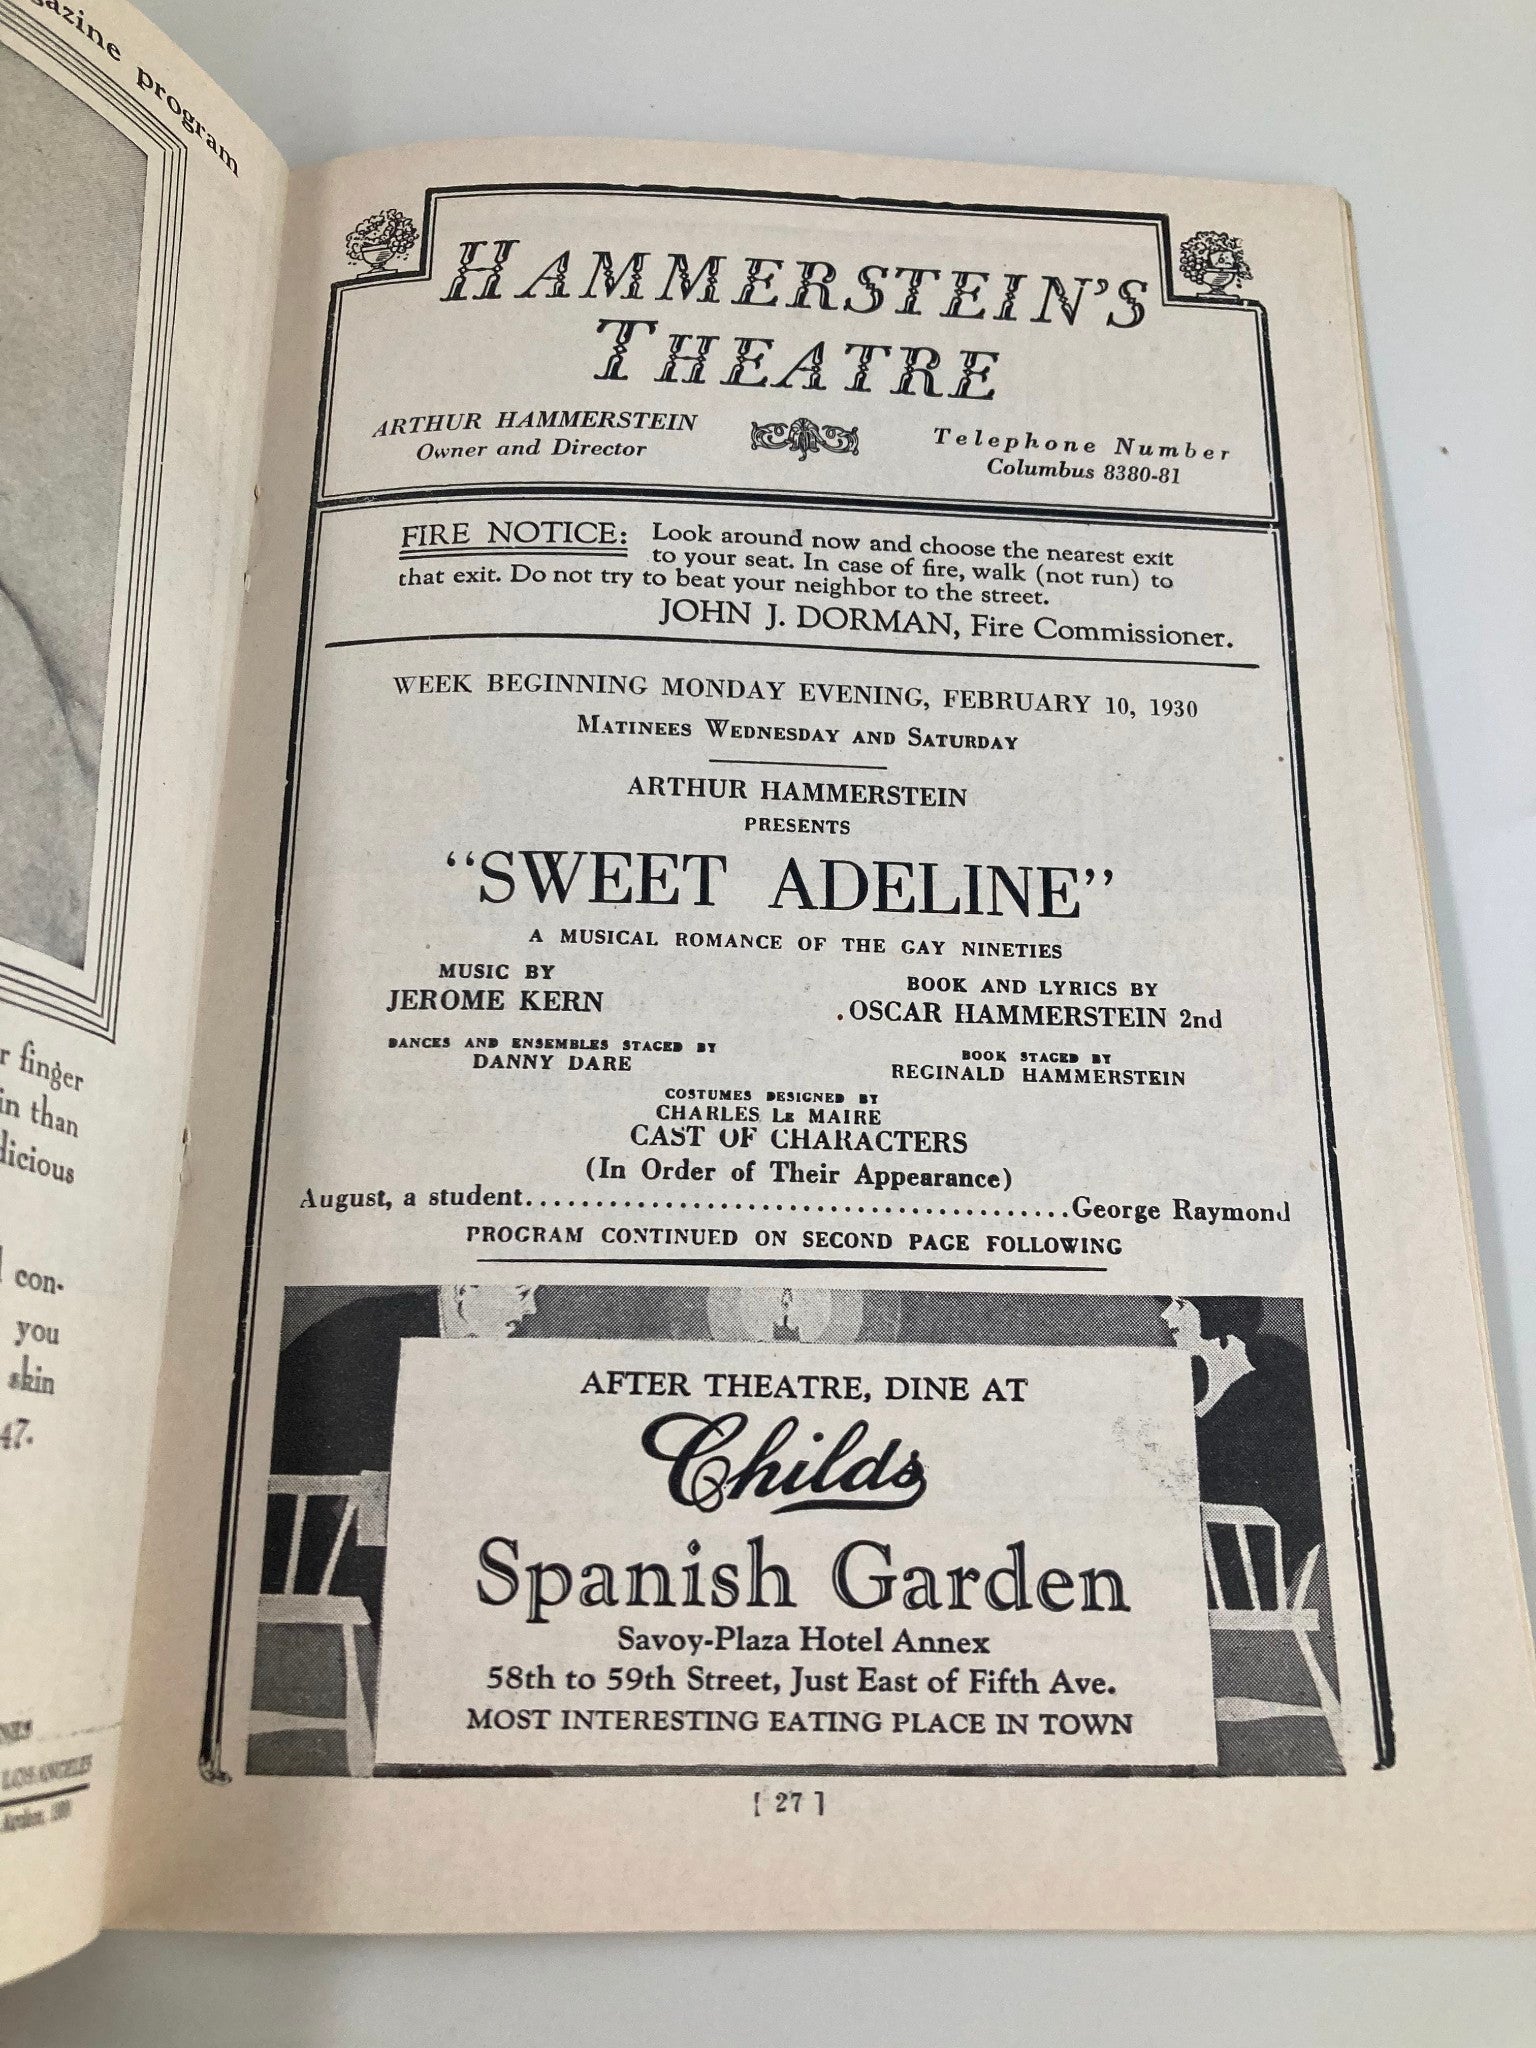 magazine program
r finger
in than
dicious
con-
you
skin
47.
LOS ANGELES
HAMMERSTEIN'S
THEATRE
ARTHUR HAMMERSTEIN
Owner and Director
Telephone Number
Columbus 8380-81
FIRE NOTICE: Look around now and choose the nearest exit
to your seat. In case of fire, walk (not run) to
that exit. Do not try to beat your neighbor to the street.
JOHN J. DORMAN, Fire Commissioner.
WEEK BEGINNING MONDAY EVENING, FEBRUARY 10, 1930
MATINEES WEDNESDAY AND SATURDAY
ARTHUR HAMMERSTEIN
PRESENTS
"SWEET ADELINE"
A MUSICAL ROMANCE OF THE GAY NINETIES
MUSIC BY
JEROME KERN
BOOK AND LYRICS BY
OSCAR HAMMERSTEIN 2nd
DANCES AND ENSEMBLES STAGED BY
DANNY DARE
BOOK STAGED BY
REGINALD HAMMERSTEIN
COSTUMES DESIGNED BY
CHARLES LE MAIRE
CAST OF CHARACTERS
(In Order of Their Appearance)
August, a student........................................George Raymond
PROGRAM CONTINUED ON SECOND PAGE FOLLOWING
AFTER THEATRE, DINE AT
Childs
Spanish Garden
Savoy-Plaza Hotel Annex
58th to 59th Street, Just East of Fifth Ave.
MOST INTERESTING EATING PLACE IN TOWN
[ 27 ]